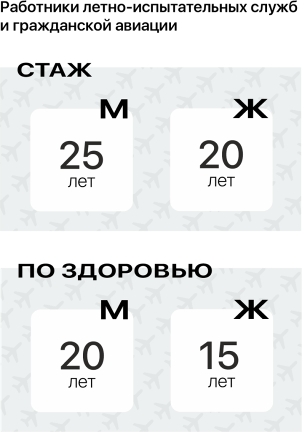 Работники летно-испытательных служб
и гражданской авиации
СТАЖ
М Ж
25 20
лет лет
ПО ЗДОРОВЬЮ
М Ж
20 15
лет лет